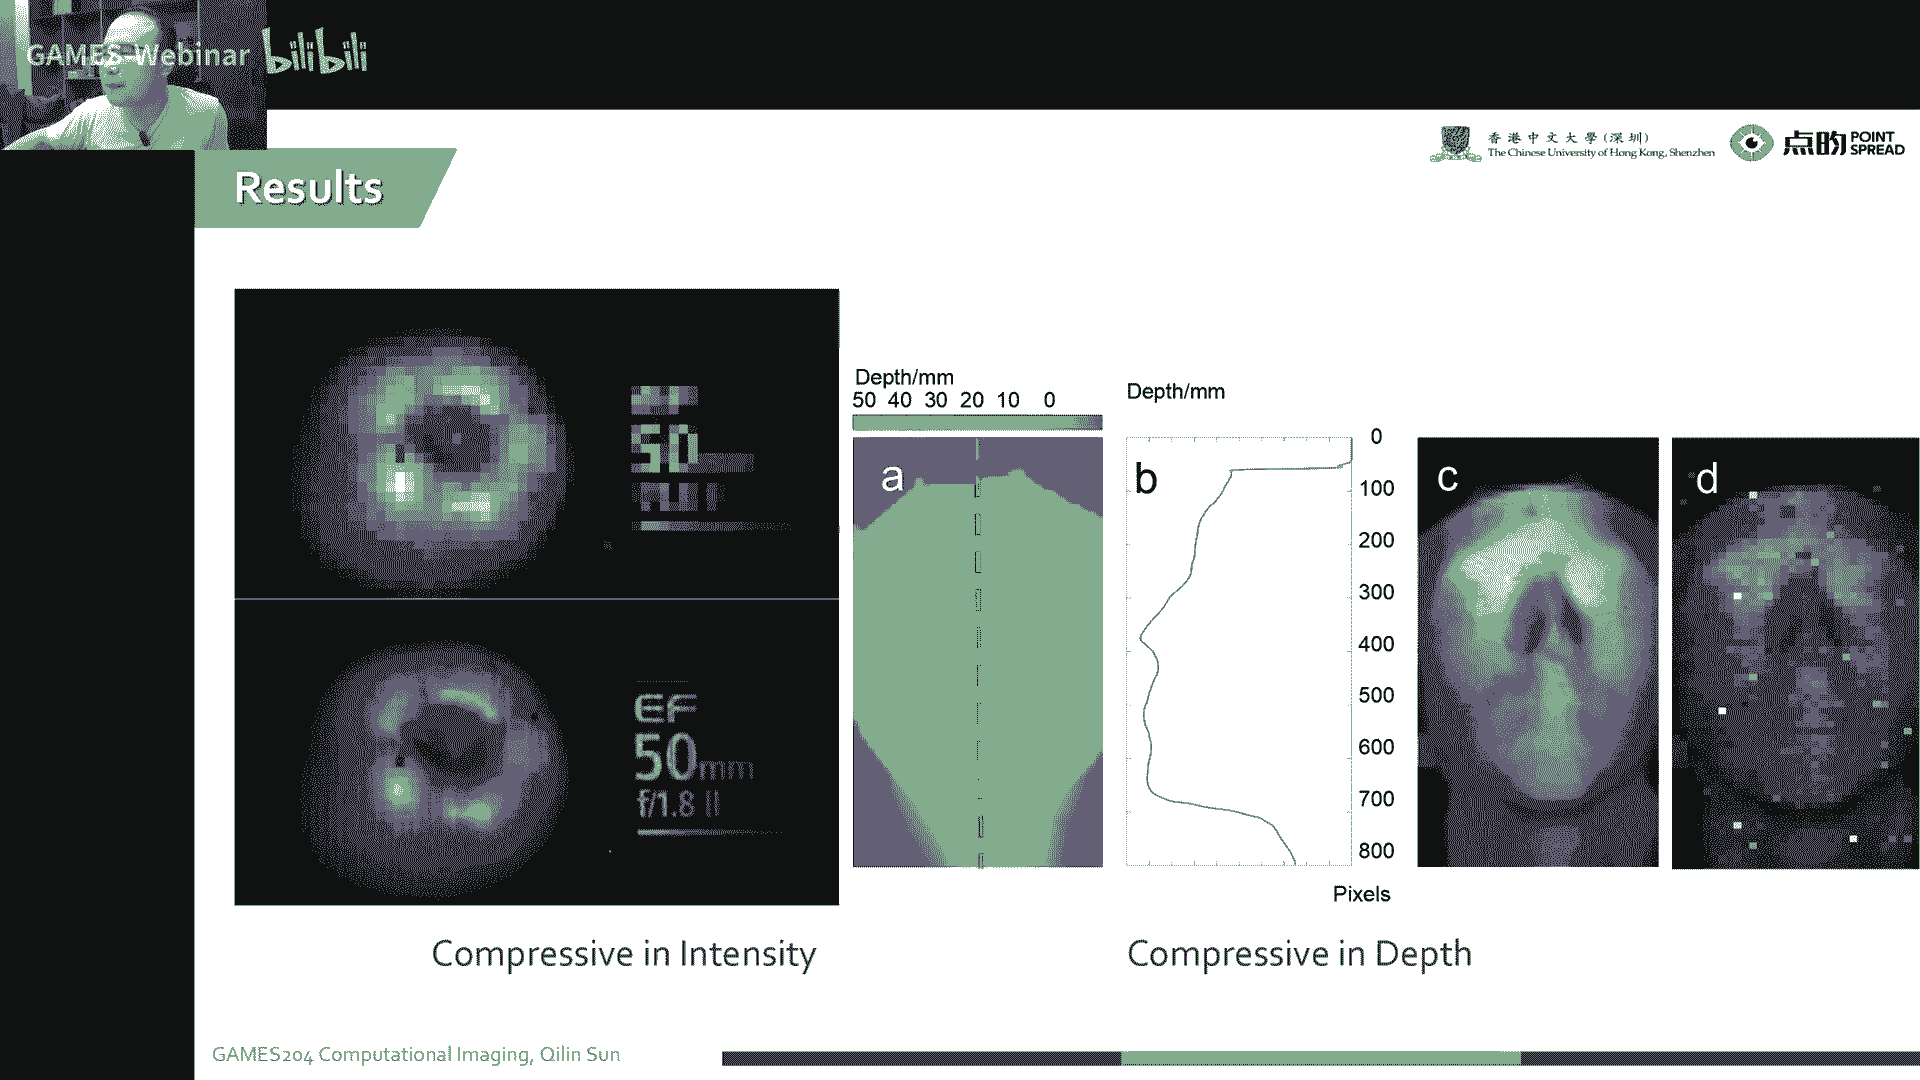 GAMES-Webinar bilibili
香港中文大學(深圳)
The Chinese University of Hong Kong, Shenzhen
点昀 POINT SPREAD
Results
50
EF
50mm
f/1.8 II
Depth/mm
50 40 30 20 10 0
a
Depth/mm
b
0
100
200
300
400
500
600
700
800
Pixels
c
d
Compressive in Intensity
Compressive in Depth
GAMES204 Computational Imaging, Qilin Sun